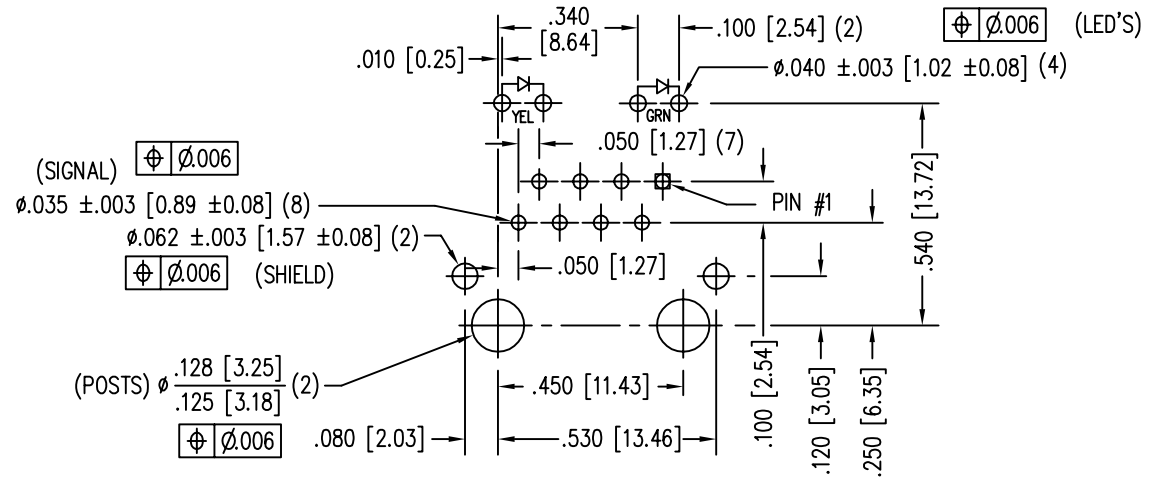 .340
[8.64]
.100 [2.54] (2)
⌖ Ø.006 (LED'S)
.010 [0.25]
ø.040 ±.003 [1.02 ±0.08] (4)
YEL
GRN
.050 [1.27] (7)
(SIGNAL) ⌖ Ø.006
ø.035 ±.003 [0.89 ±0.08] (8)
PIN #1
ø.062 ±.003 [1.57 ±0.08] (2)
⌖ Ø.006 (SHIELD)
.050 [1.27]
.540 [13.72]
(POSTS) ø .128 [3.25]
.125 [3.18] (2)
⌖ Ø.006
.450 [11.43]
.080 [2.03]
.530 [13.46]
.100 [2.54]
.120 [3.05]
.250 [6.35]